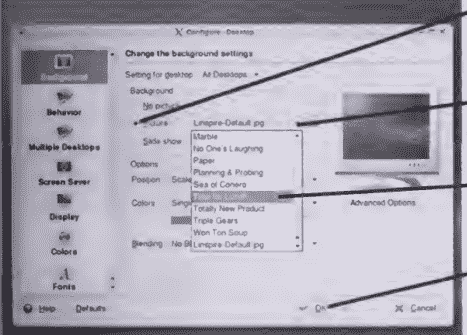 Configure - Desktop
Change the background settings
Setting for desktop All Desktops
Background
Background
No picture
Behavior
Picture Linspire-Default.jpg
Slide show
Marble
No One's Laughing
Paper
Planning & Probing
Sea of Conero
Totally New Product
Triple Gears
Won Ton Soup
Linspire-Default.jpg
Multiple Desktops
Options
Screen Saver
Position
Display
Colors
Advanced Options
Colors
Blending
Fonts
Help Defaults
Cancel